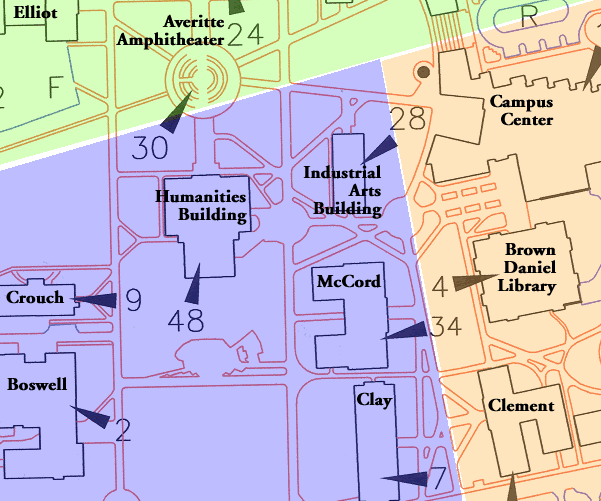 Elliot
Averitte
Amphitheater
24
R
F
2
30
28
Campus
Center
Industrial
Arts
Building
Humanities
Building
Brown
Daniel
Library
4
McCord
Crouch
9
48
34
Boswell
Clay
Clement
2
7